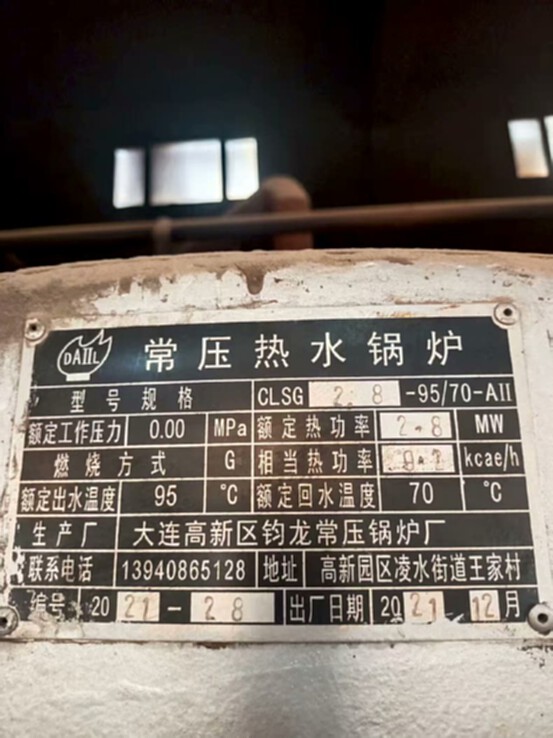 DAIIL 常压热水锅炉
型号规格 CLSG 2.8 -95/70-AII
额定工作压力 0.00 MPa 额定热功率 2.8 MW
燃烧方式 G 相当热功率 kcae/h
额定出水温度 95 ℃ 额定回水温度 70 ℃
生产厂 大连高新区钧龙常压锅炉厂
联系电话 13940865128 地址 高新园区凌水街道王家村
编号 2021-28 出厂日期 2021 12月